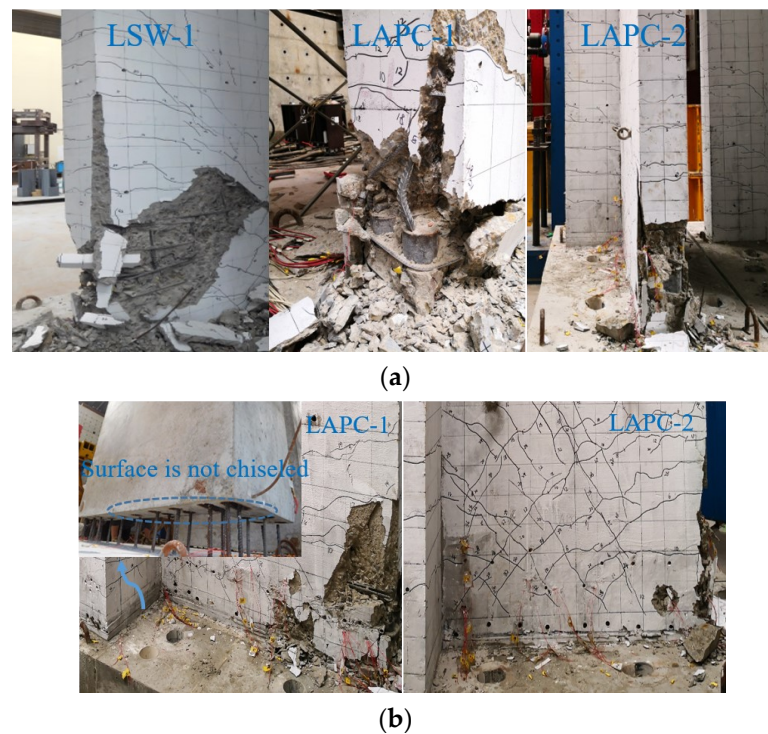 LSW-1
LAPC-1
LAPC-2
(a)
LAPC-1
LAPC-2
Surface is not chiseled
(b)